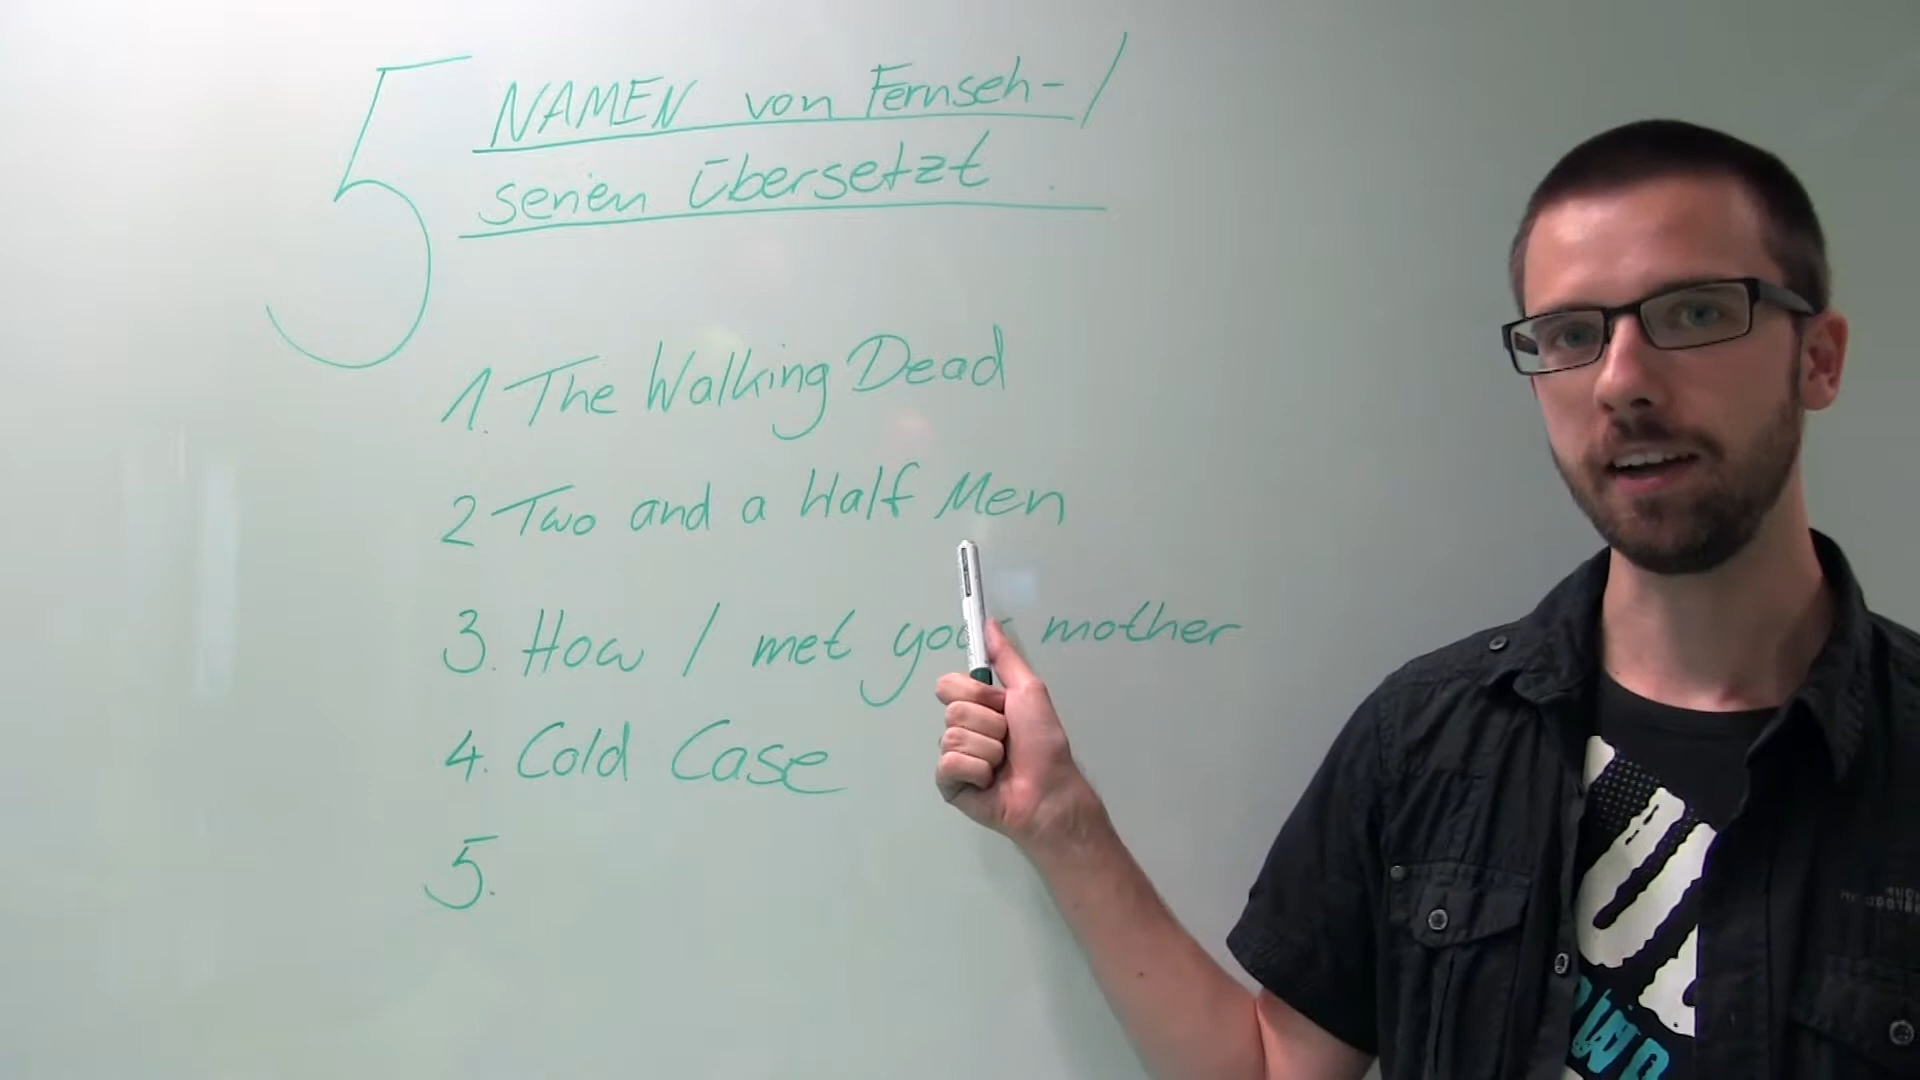 5 NAMEN von Fernseh-/
serien übersetzt
1. The Walking Dead
2 Two and a Half Men
3. How I met your mother
4. Cold Case
5.